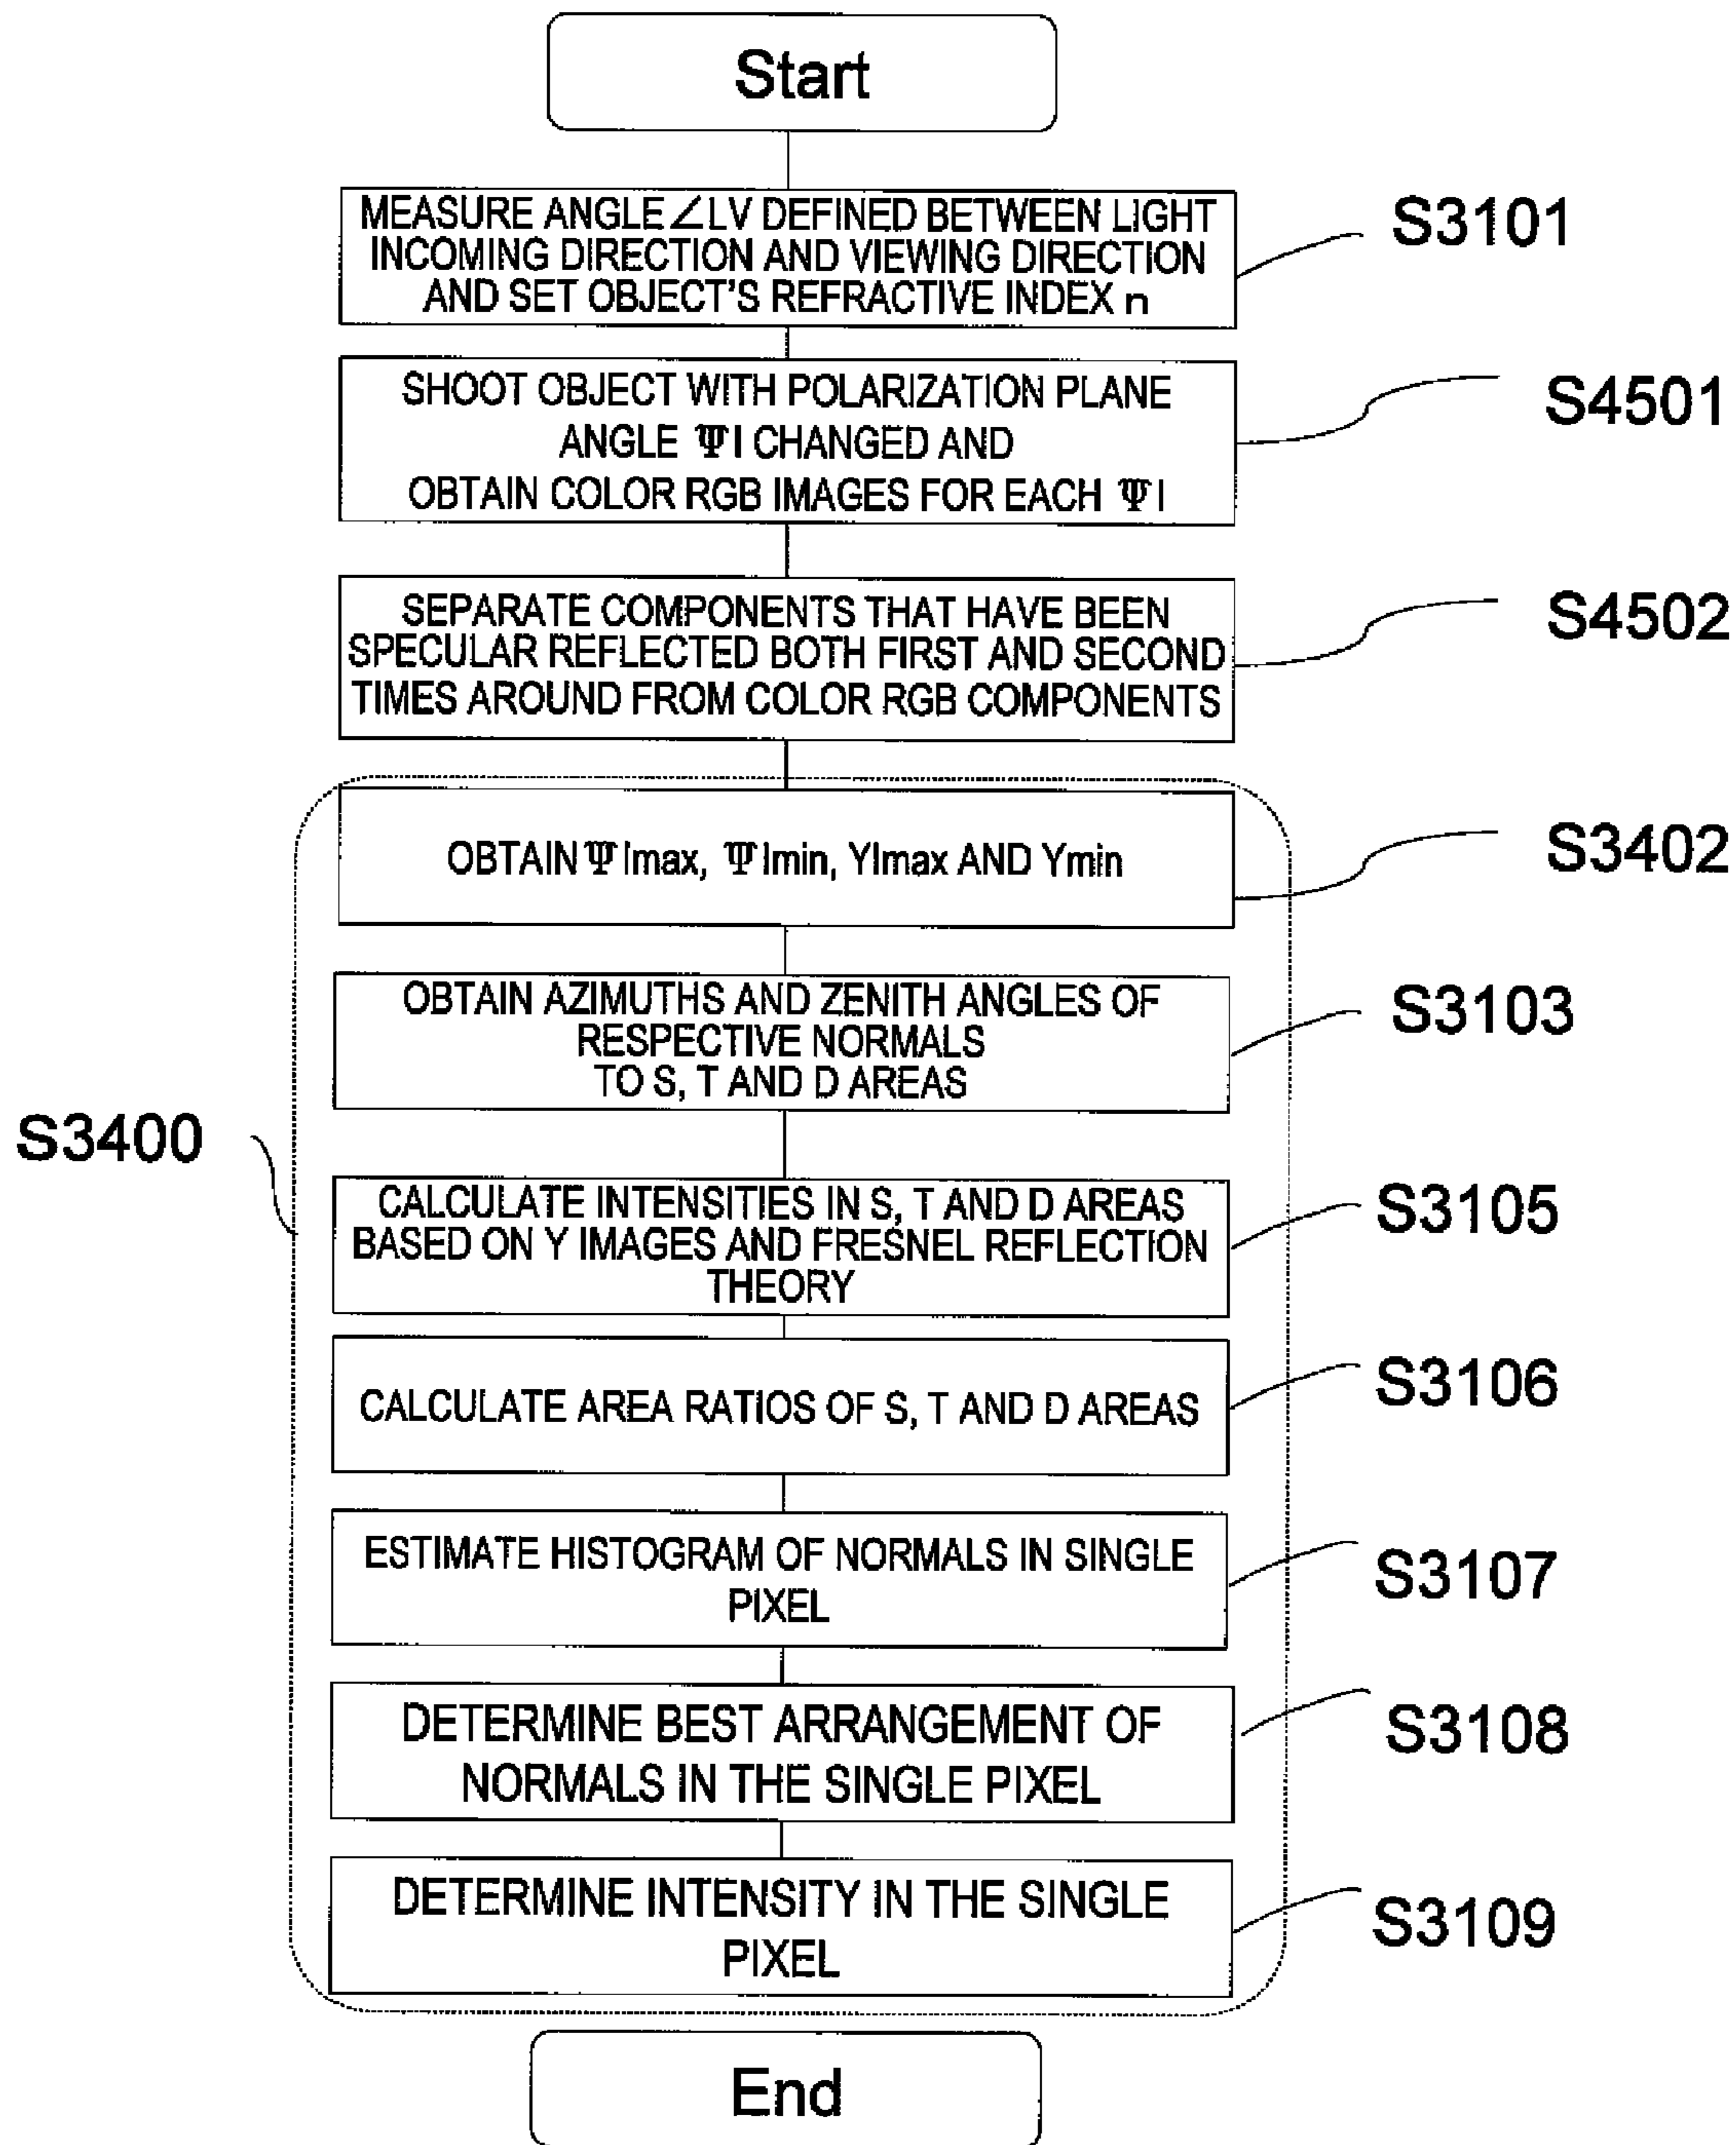 Start
MEASURE ANGLE∠LV DEFINED BETWEEN LIGHT
INCOMING DIRECTION AND VIEWING DIRECTION
AND SET OBJECT'S REFRACTIVE INDEX n
S3101
SHOOT OBJECT WITH POLARIZATION PLANE
ANGLE ΨI CHANGED AND
OBTAIN COLOR RGB IMAGES FOR EACH ΨI
S4501
SEPARATE COMPONENTS THAT HAVE BEEN
SPECULAR REFLECTED BOTH FIRST AND SECOND
TIMES AROUND FROM COLOR RGB COMPONENTS
S4502
OBTAIN ΨImax, ΨImin, YImax AND Ymin
S3402
OBTAIN AZIMUTHS AND ZENITH ANGLES OF
RESPECTIVE NORMALS
TO S, T AND D AREAS
S3103
S3400
CALCULATE INTENSITIES IN S, T AND D AREAS
BASED ON Y IMAGES AND FRESNEL REFLECTION
THEORY
S3105
CALCULATE AREA RATIOS OF S, T AND D AREAS
S3106
ESTIMATE HISTOGRAM OF NORMALS IN SINGLE
PIXEL
S3107
DETERMINE BEST ARRANGEMENT OF
NORMALS IN THE SINGLE PIXEL
S3108
DETERMINE INTENSITY IN THE SINGLE
PIXEL
S3109
End